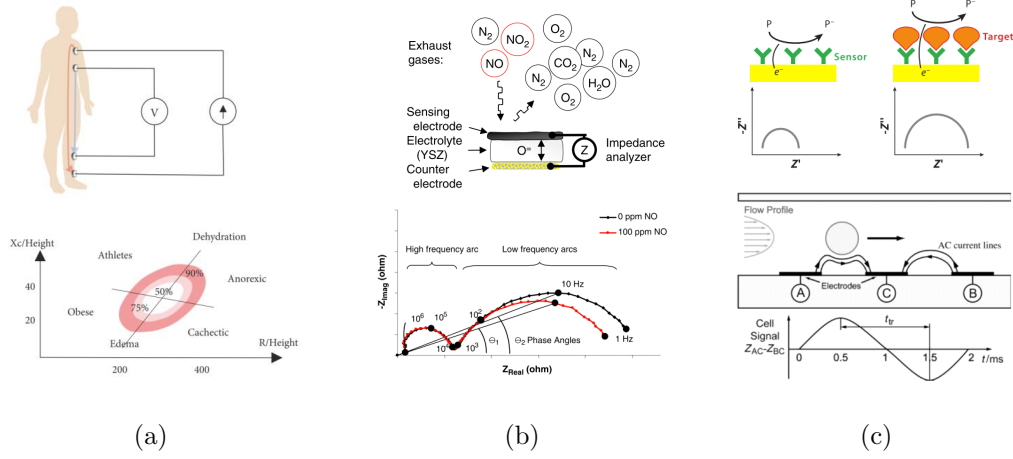 V
Xc/Height
Dehydration
Athletes
90%
Anorexic
40
50%
75%
Obese
20
Cachectic
Edema
R/Height
200
400
(a)
Exhaust
gases:
N2
NO2
O2
NO
N2
CO2
N2
N2
H2O
O2
Sensing
electrode
Electrolyte
(YSZ)
Counter
electrode
O=
Z
Impedance
analyzer
0 ppm NO
100 ppm NO
High frequency arc
Low frequency arcs
-ZImag (ohm)
10 Hz
10^6
10^5
10^2
10^4
10^3
Θ1
Θ2 Phase Angles
1 Hz
ZReal (ohm)
(b)
P
P−
Sensor
e−
P
P−
Target
e−
-Z"
Z'
-Z"
Z'
Flow Profile
AC current lines
Electrodes
A
C
B
Cell
Signal
ZAC-ZBC
ttr
0
0.5
1
1.5
2
t/ms
(c)